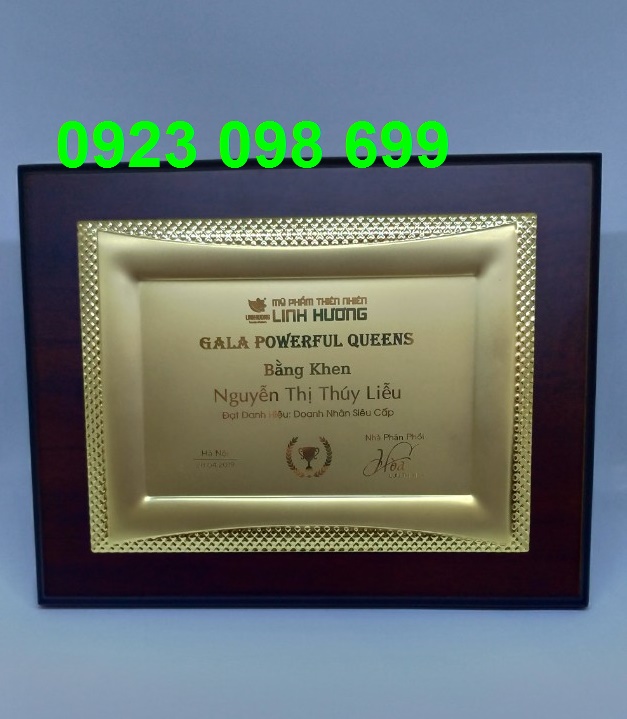 0923 098 699
MỸ PHẨM THIÊN NHIÊN
LINH HƯƠNG
GALA POWERFUL QUEENS
Bằng Khen
Nguyễn Thị Thúy Liễu
Đạt Danh Hiệu: Doanh Nhân Siêu Cấp
Nhà Phân Phối
Hà Nội
Hòa